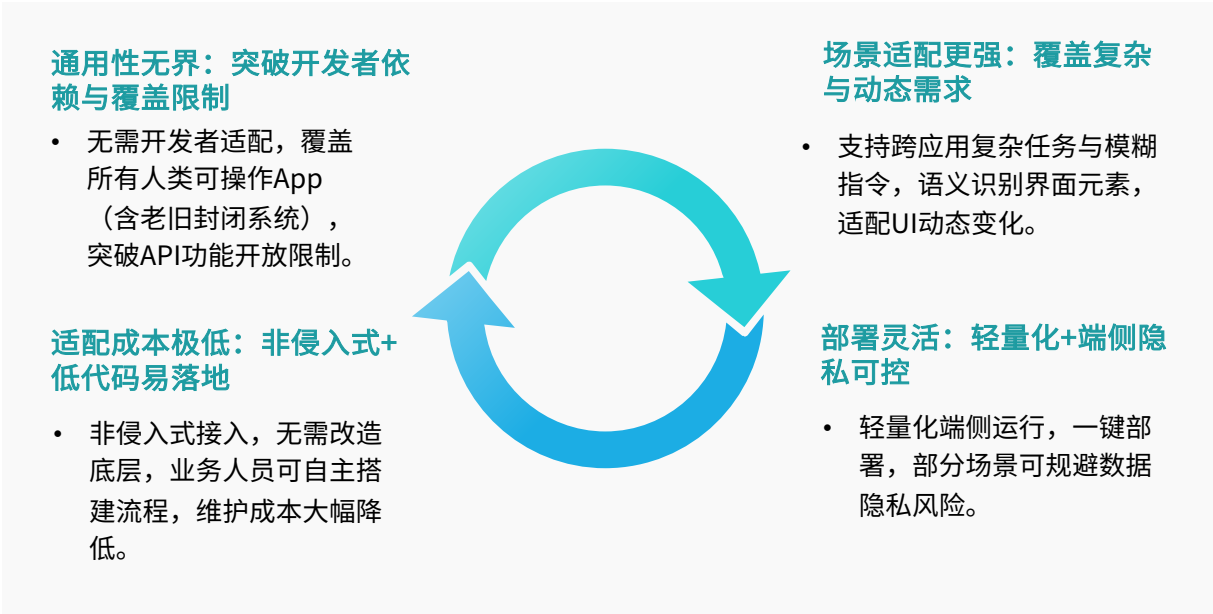 通用性无界：突破开发者依
赖与覆盖限制
• 无需开发者适配，覆盖
所有人类可操作App
（含老旧封闭系统），
突破API功能开放限制。
场景适配更强：覆盖复杂
与动态需求
• 支持跨应用复杂任务与模糊
指令，语义识别界面元素，
适配UI动态变化。
适配成本极低：非侵入式+
低代码易落地
• 非侵入式接入，无需改造
底层，业务人员可自主搭
建流程，维护成本大幅降
低。
部署灵活：轻量化+端侧隐
私可控
• 轻量化端侧运行，一键部
署，部分场景可规避数据
隐私风险。